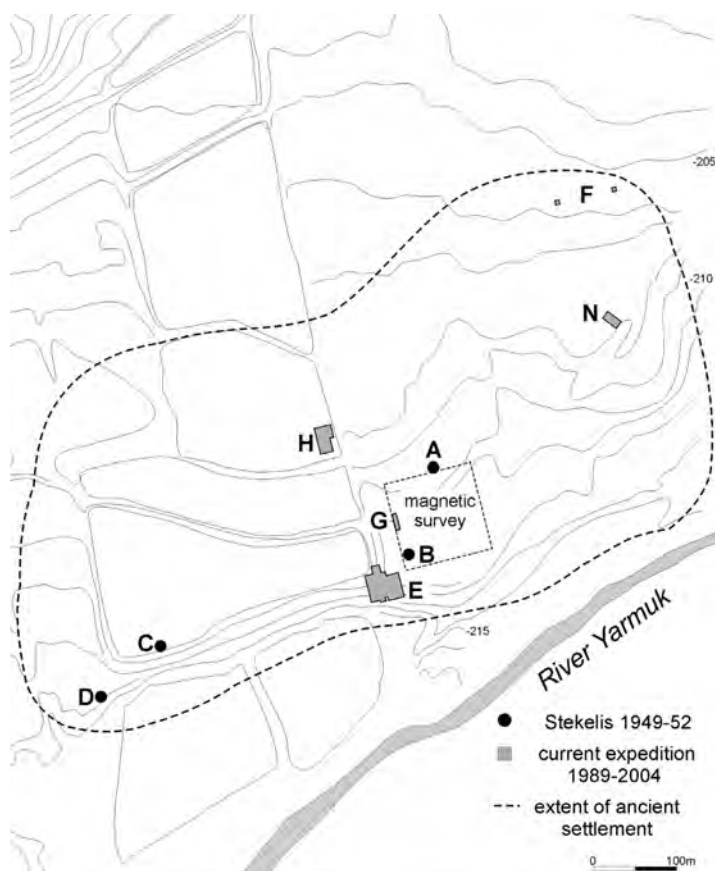 -205
F
-210
N
H
A
magnetic
survey
G
B
E
C
-215
D
River Yarmuk
Stekelis 1949-52
current expedition
1989-2004
extent of ancient
settlement
0 100m